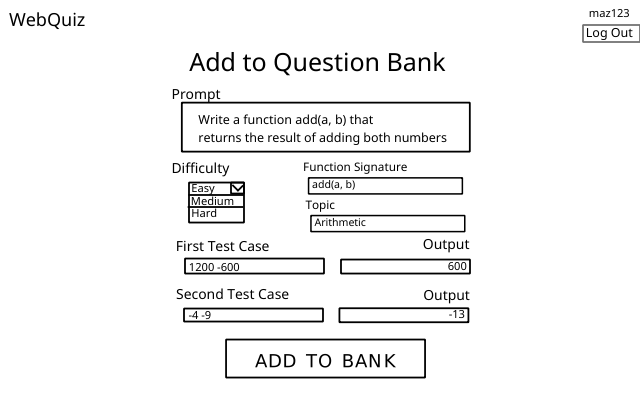 WebQuiz
maz123
Log Out
Add to Question Bank
Prompt
Write a function add(a, b) that
returns the result of adding both numbers
Difficulty
Easy
Medium
Hard
Function Signature
add(a, b)
Topic
Arithmetic
First Test Case
Output
1200 -600
600
Second Test Case
Output
-4 -9
-13
ADD TO BANK